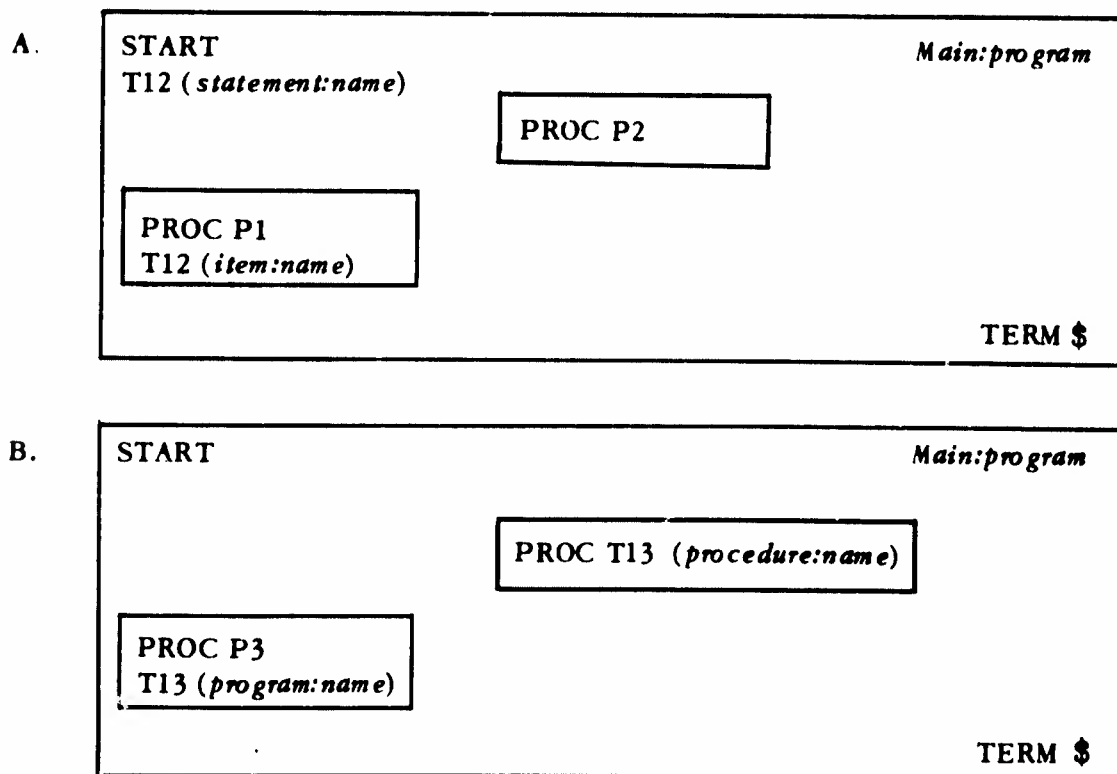 A.
START
Main:program
T12 (statement:name)
PROC P2
PROC P1
T12 (item:name)
TERM $
B.
START
Main:program
PROC T13 (procedure:name)
PROC P3
T13 (program:name)
TERM $